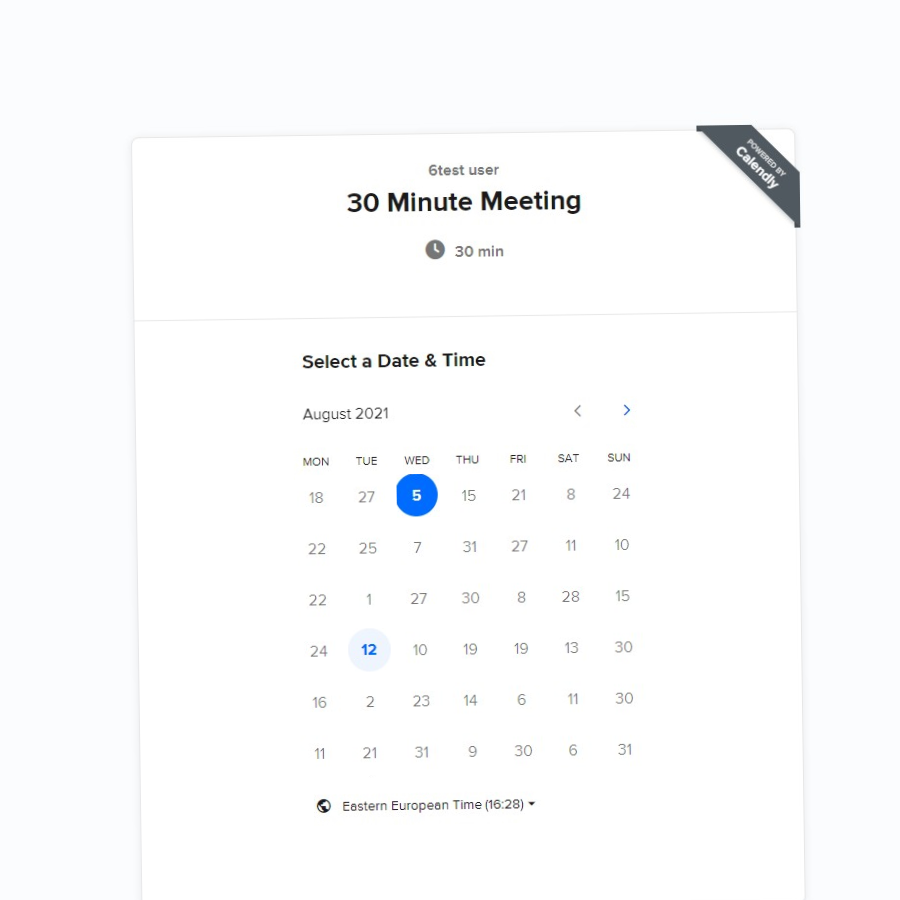 POWERED BY
Calendly
6test user
30 Minute Meeting
30 min
Select a Date & Time
August 2021
MON TUE WED THU FRI SAT SUN
18 27 5 15 21 8 24
22 25 7 31 27 11 10
22 1 27 30 8 28 15
24 12 10 19 19 13 30
16 2 23 14 6 11 30
11 21 31 9 30 6 31
Eastern European Time (16:28)